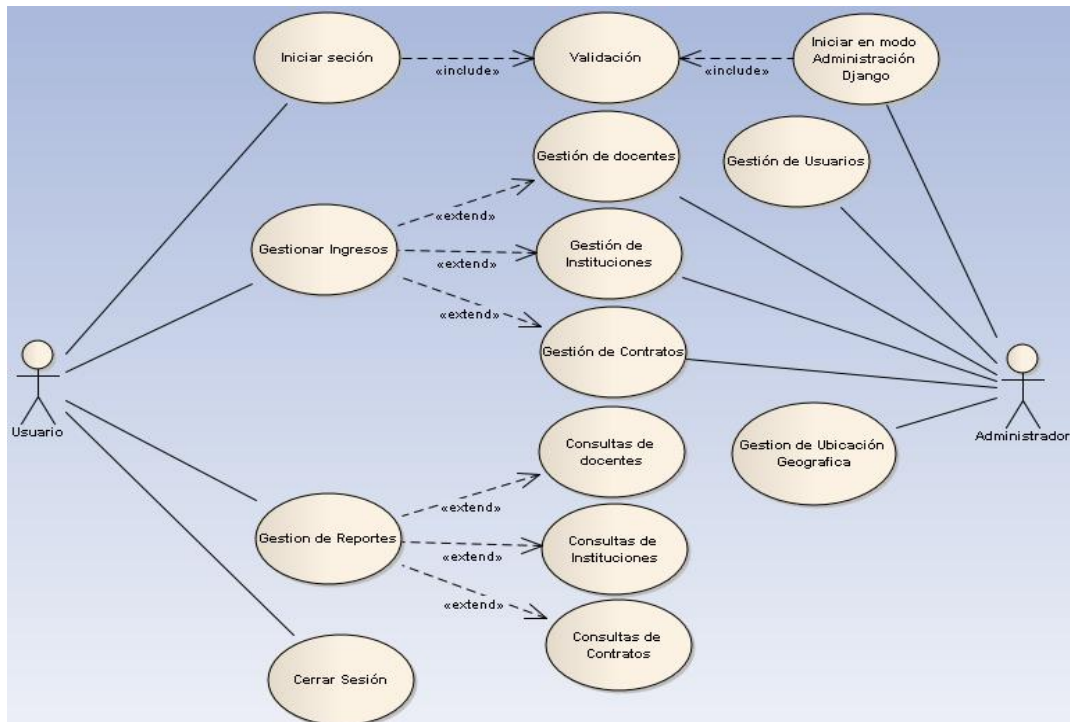 Iniciar seción
«include»
Validación
«include»
Iniciar en modo
Administración
Django
Gestión de docentes
Gestión de Usuarios
«extend»
Gestionar Ingresos
«extend»
Gestión de
Instituciones
«extend»
Gestión de Contratos
Usuario
Administrador
Consultas de
docentes
Gestion de Ubicación
Geografica
«extend»
Gestion de Reportes
«extend»
Consultas de
Instituciones
«extend»
Consultas de
Contratos
Cerrar Sesión